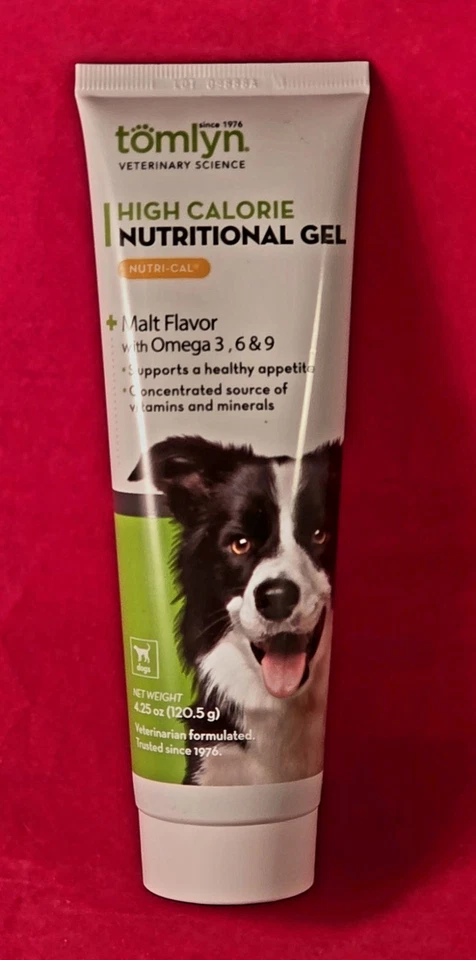 since 1976
tomlyn®
VETERINARY SCIENCE
HIGH CALORIE
NUTRITIONAL GEL
NUTRI-CAL®
+ Malt Flavor
with Omega 3 , 6 & 9
• Supports a healthy appetite
• Concentrated source of
vitamins and minerals
dogs
NET WEIGHT
4.25 oz (120.5 g)
Veterinarian formulated.
Trusted since 1976.